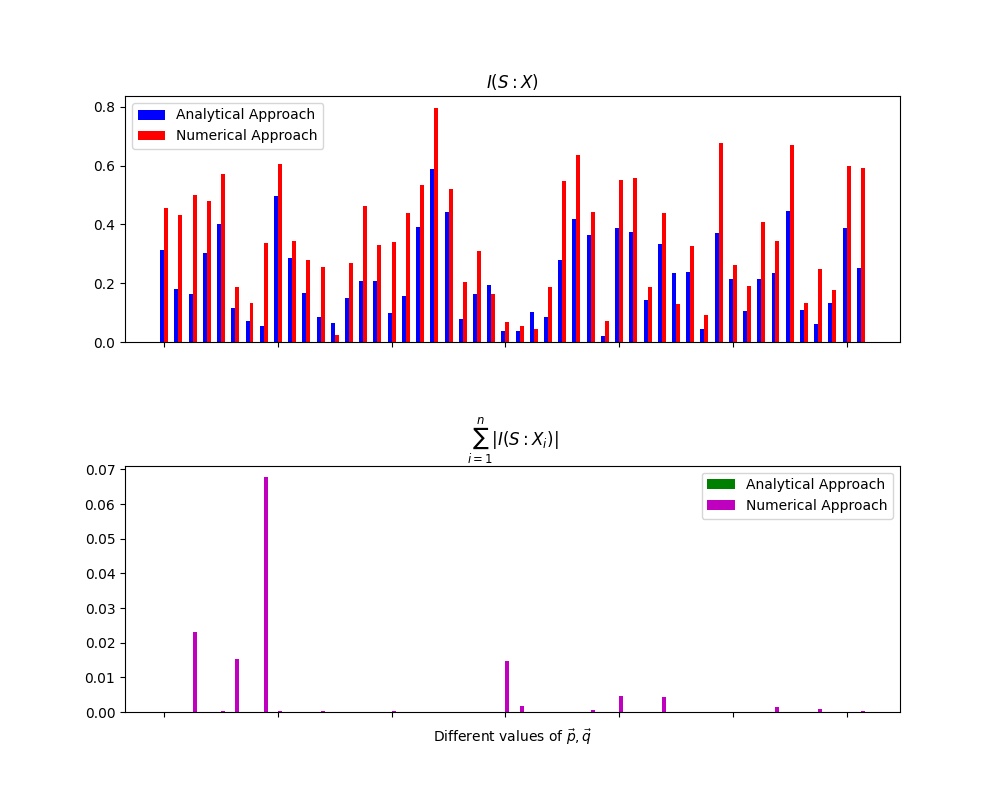 I(S : X)
Analytical Approach
Numerical Approach
0.8
0.6
0.4
0.2
0.0
∑_{i=1}^{n} |I(S : X_i)|
Analytical Approach
Numerical Approach
0.07
0.06
0.05
0.04
0.03
0.02
0.01
0.00
Different values of p⃗, q⃗